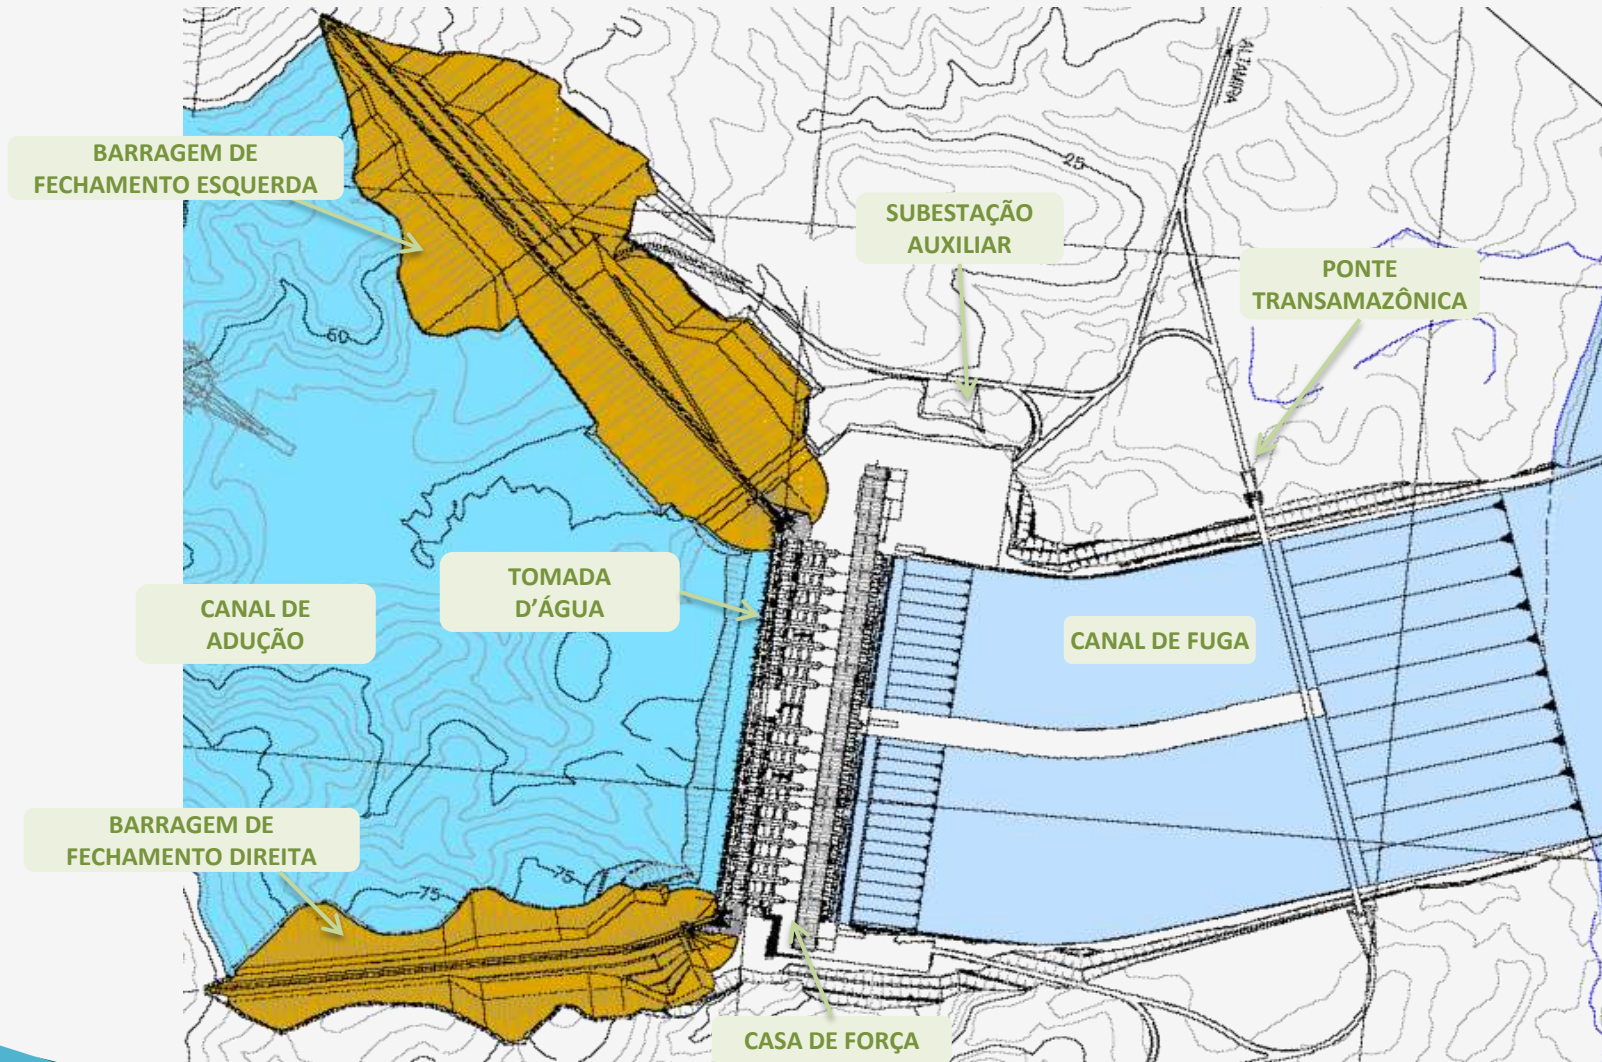 ALTAMIRA
BARRAGEM DE
FECHAMENTO ESQUERDA
25
SUBESTAÇÃO
AUXILIAR
PONTE
TRANSAMAZÔNICA
60
TOMADA
D’ÁGUA
CANAL DE
ADUÇÃO
CANAL DE FUGA
BARRAGEM DE
FECHAMENTO DIREITA
75
75
CASA DE FORÇA